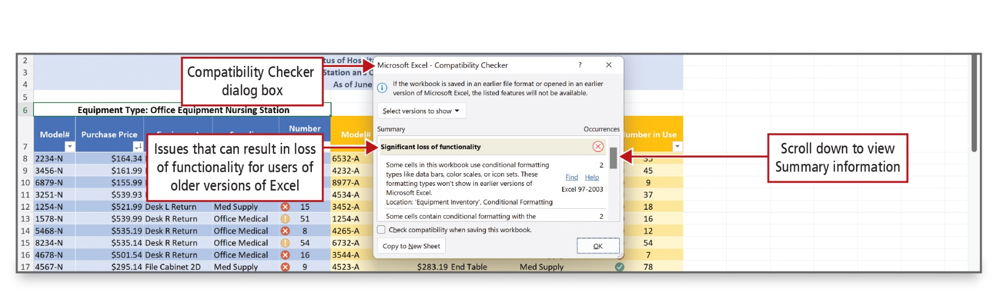 2
tus of Hos
3
Station and
4
As of June
5
6
Equipment Type: Office Equipment Nursing Station
Compatibility Checker
dialog box
Microsoft Excel - Compatibility Checker ? ×
If the workbook is saved in an earlier file format or opened in an earlier
version of Microsoft Excel, the listed features will not be available.
Select versions to show
Summary Occurrences
Significant loss of functionality
Some cells in this workbook use conditional formatting
types like data bars, color scales, or icon sets. These
formatting types won't show in earlier versions of
Microsoft Excel.
Location: 'Equipment Inventory', Conditional Formatting
2
Find Help
Excel 97-2003
Some cells contain conditional formatting with the 2
Check compatibility when saving this workbook.
Copy to New Sheet OK
Issues that can result in loss
of functionality for users of
older versions of Excel
Scroll down to view
Summary information
7 Model# Purchase Price Number Model# umber in Use
8 2234-N $164.34 6532-A
9 3456-N $161.99 4232-A 45
10 6879-N $155.99 8977-A 9
11 3251-N $539.93 4534-A 37
12 1254-N $521.99 Desk L Return Med Supply 15 3452-A 18
13 1578-N $539.99 Desk R Return Office Medical 51 1254-A 16
14 5468-N $535.19 Desk R Return Office Medical 8 4265-A 12
15 8234-N $535.14 Desk R Return Office Medical 54 6732-A 54
16 4678-N $501.54 Desk R Return Office Medical 16 3544-A 7
17 4567-N $295.14 File Cabinet 2D Med Supply 9 4523-A $283.19 End Table Med Supply 78